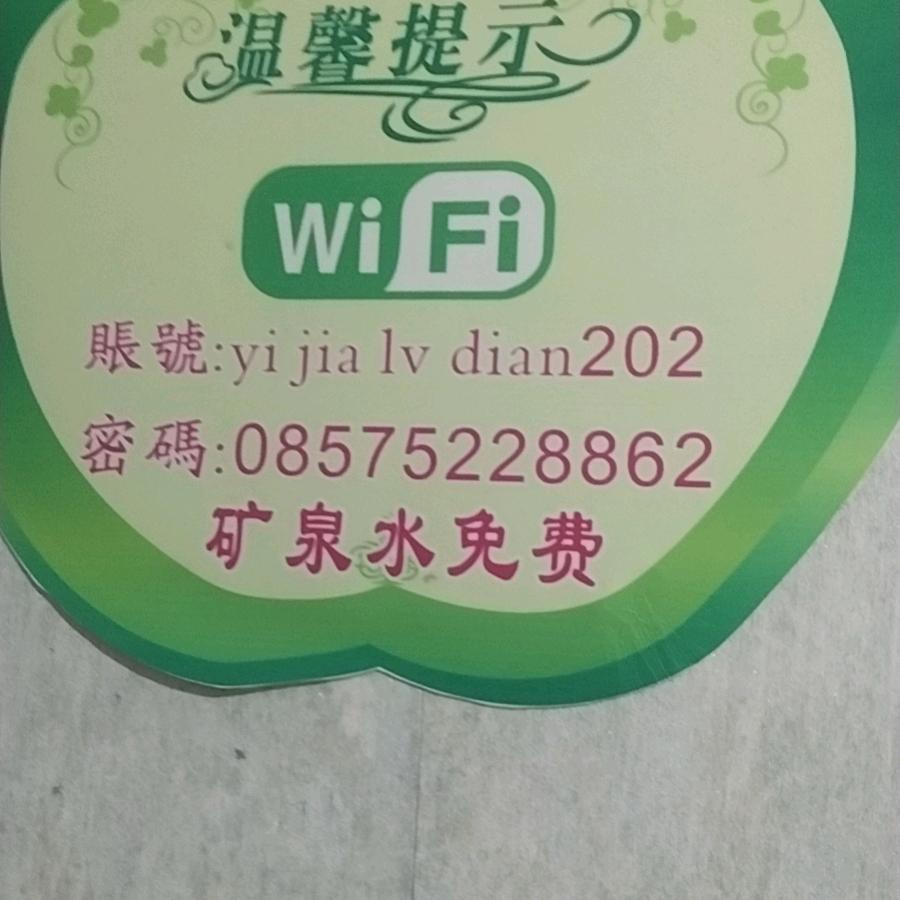 温馨提示
WiFi
賬號:yi jia lv dian202
密碼:08575228862
矿泉水免费